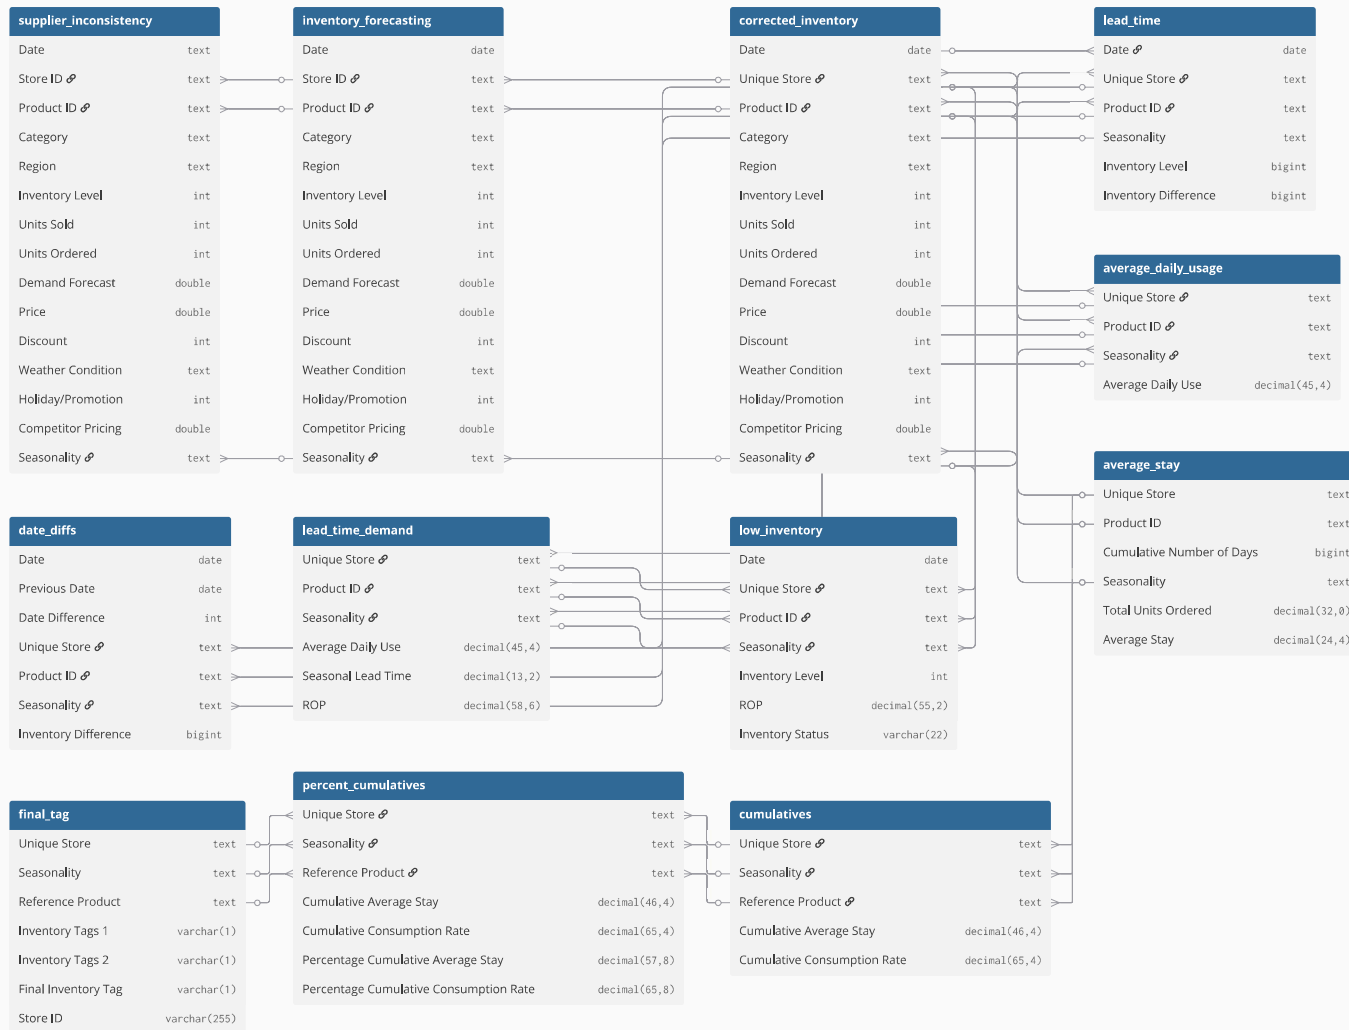 supplier_inconsistency
Date text
Store ID text
Product ID text
Category text
Region text
Inventory Level int
Units Sold int
Units Ordered int
Demand Forecast double
Price double
Discount int
Weather Condition text
Holiday/Promotion int
Competitor Pricing double
Seasonality text
inventory_forecasting
Date date
Store ID text
Product ID text
Category text
Region text
Inventory Level int
Units Sold int
Units Ordered int
Demand Forecast double
Price double
Discount int
Weather Condition text
Holiday/Promotion int
Competitor Pricing double
Seasonality text
corrected_inventory
Date date
Unique Store text
Product ID text
Category text
Region text
Inventory Level int
Units Sold int
Units Ordered int
Demand Forecast double
Price double
Discount int
Weather Condition text
Holiday/Promotion int
Competitor Pricing double
Seasonality text
lead_time
Date date
Unique Store text
Product ID text
Seasonality text
Inventory Level bigint
Inventory Difference bigint
average_daily_usage
Unique Store text
Product ID text
Seasonality text
Average Daily Use decimal(45,4)
average_stay
Unique Store text
Product ID text
Cumulative Number of Days bigint
Seasonality text
Total Units Ordered decimal(32,0)
Average Stay decimal(24,4)
date_diffs
Date date
Previous Date date
Date Difference int
Unique Store text
Product ID text
Seasonality text
Inventory Difference bigint
lead_time_demand
Unique Store text
Product ID text
Seasonality text
Average Daily Use decimal(45,4)
Seasonal Lead Time decimal(13,2)
ROP decimal(58,6)
low_inventory
Date date
Unique Store text
Product ID text
Seasonality text
Inventory Level int
ROP decimal(55,2)
Inventory Status varchar(22)
final_tag
Unique Store text
Seasonality text
Reference Product text
Inventory Tags 1 varchar(1)
Inventory Tags 2 varchar(1)
Final Inventory Tag varchar(1)
Store ID varchar(255)
percent_cumulatives
Unique Store text
Seasonality text
Reference Product text
Cumulative Average Stay decimal(46,4)
Cumulative Consumption Rate decimal(65,4)
Percentage Cumulative Average Stay decimal(57,8)
Percentage Cumulative Consumption Rate decimal(65,8)
cumulatives
Unique Store text
Seasonality text
Reference Product text
Cumulative Average Stay decimal(46,4)
Cumulative Consumption Rate decimal(65,4)